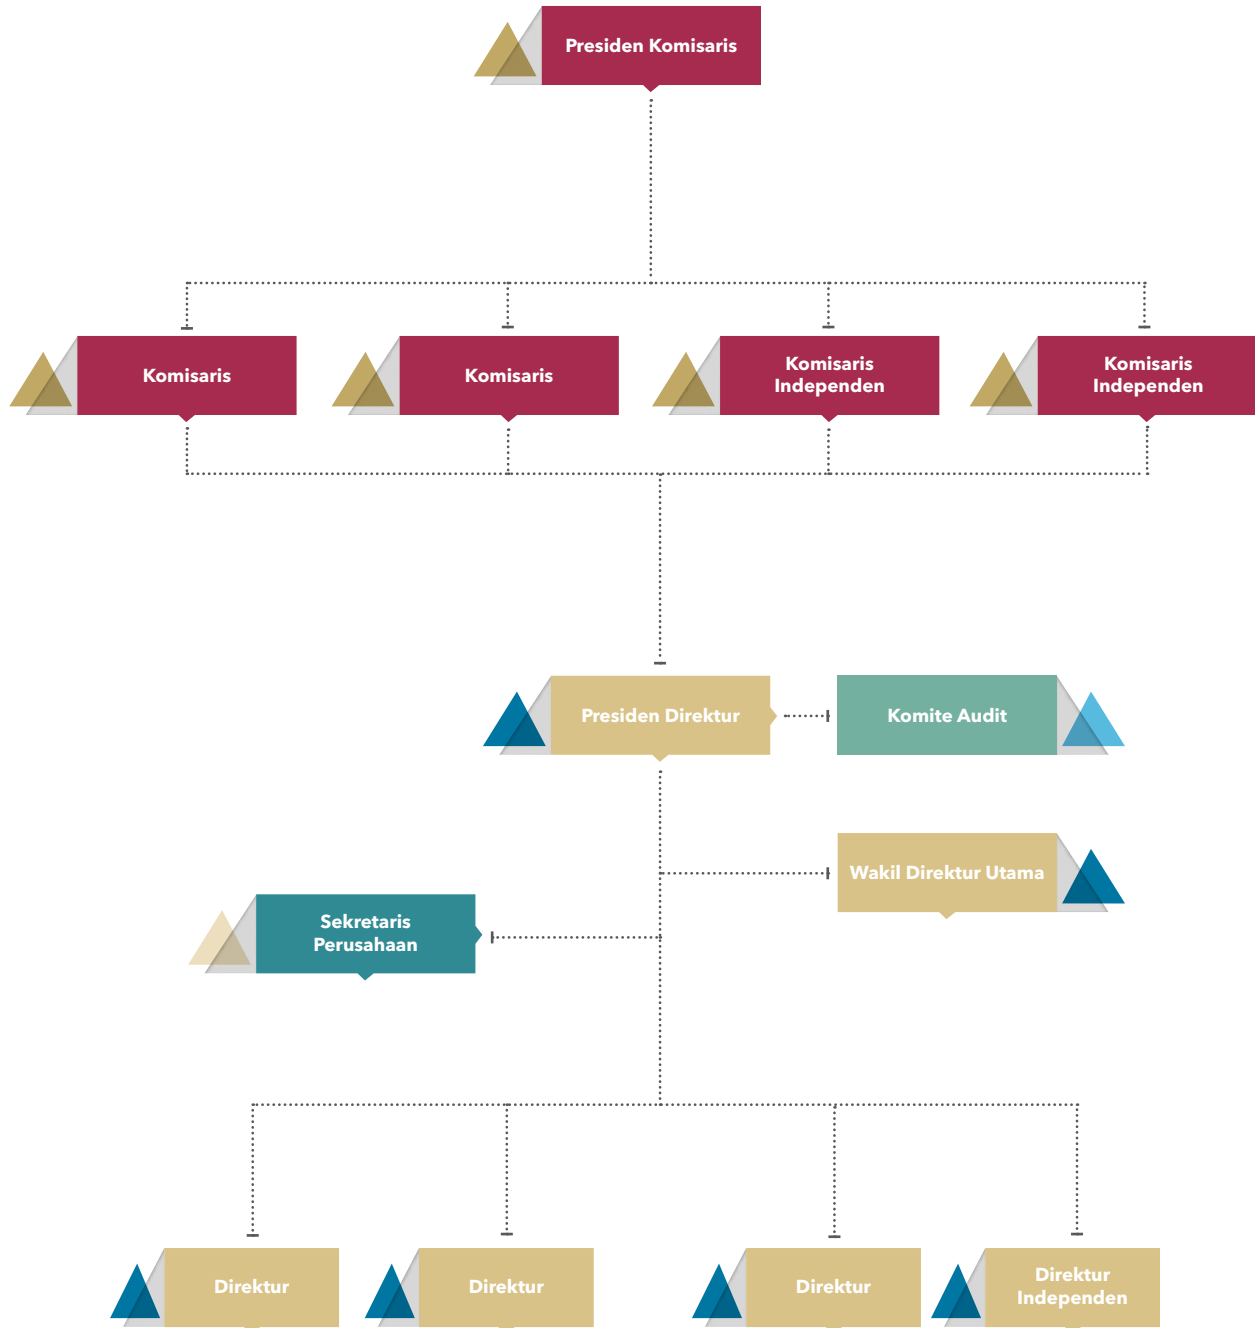 Presiden Komisaris
Komisaris
Komisaris
Komisaris
Independen
Komisaris
Independen
Presiden Direktur
Komite Audit
Wakil Direktur Utama
Sekretaris
Perusahaan
Direktur
Direktur
Direktur
Direktur
Independen